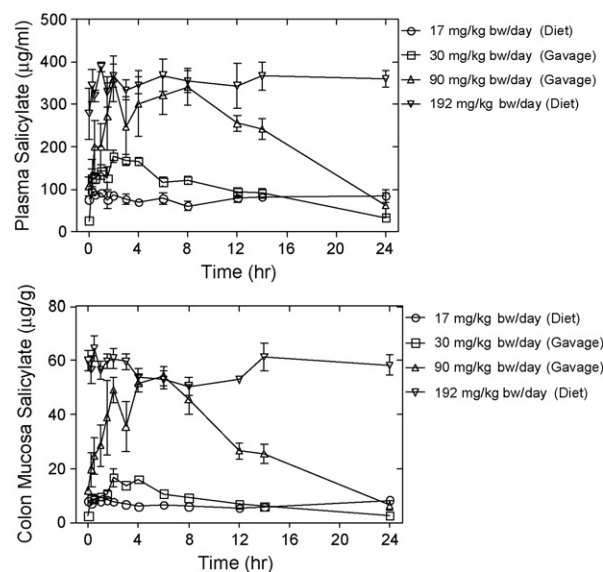 500
400
300
200
100
0
Plasma Salicylate (µg/ml)
0 4 8 12 16 20 24
Time (hr)
17 mg/kg bw/day (Diet)
30 mg/kg bw/day (Gavage)
90 mg/kg bw/day (Gavage)
192 mg/kg bw/day (Diet)
80
60
40
20
0
Colon Mucosa Salicylate (µg/g)
0 4 8 12 16 20 24
Time (hr)
17 mg/kg bw/day (Diet)
30 mg/kg bw/day (Gavage)
90 mg/kg bw/day (Gavage)
192 mg/kg bw/day (Diet)